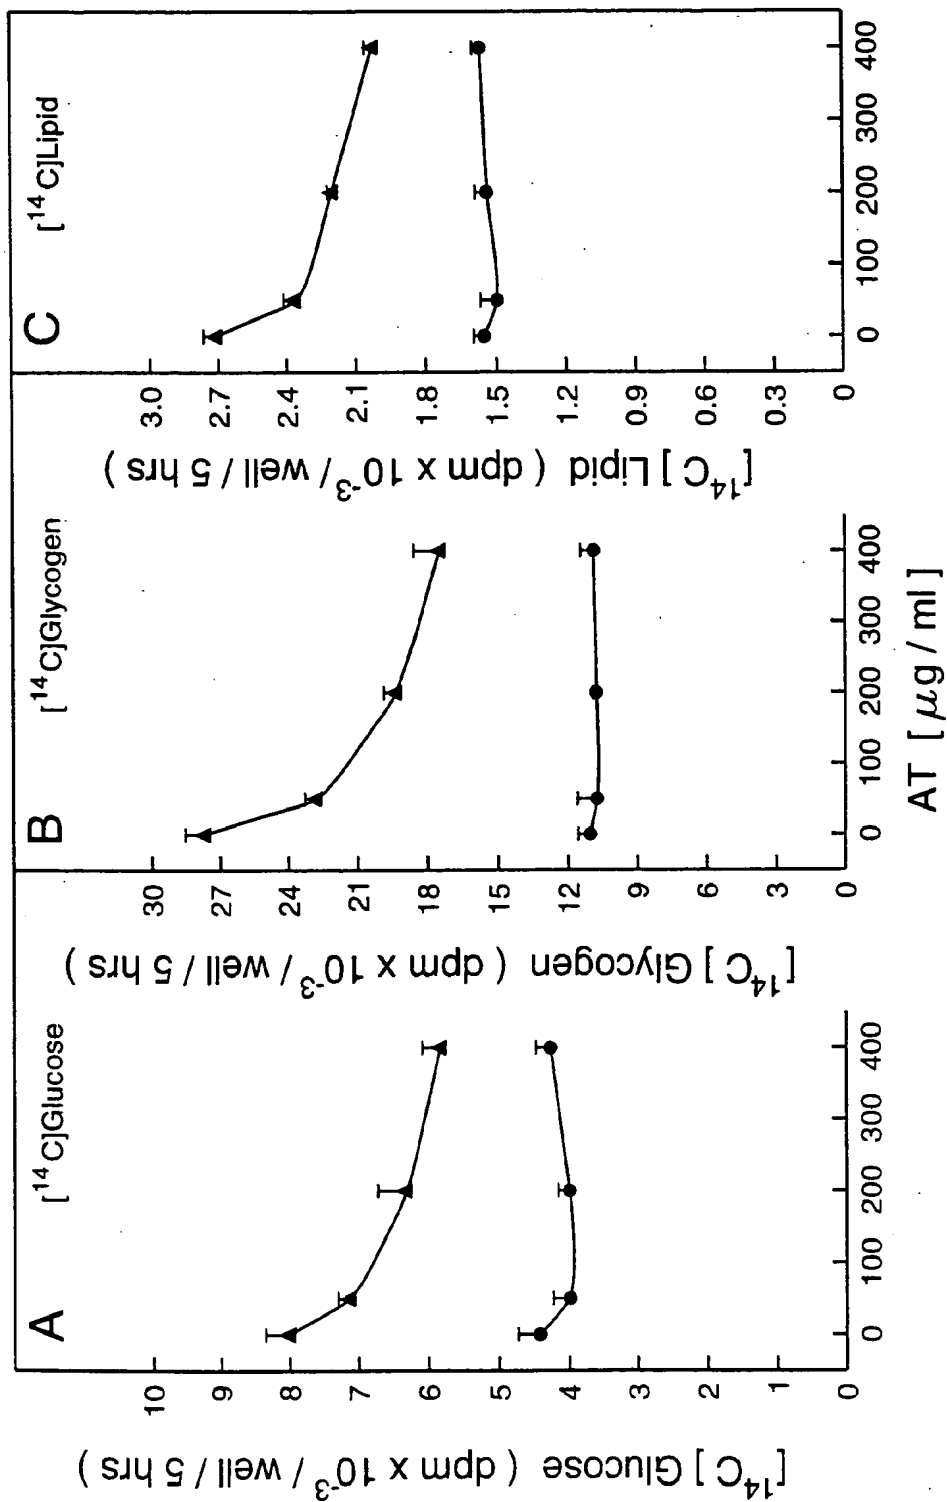 A
[¹⁴C]Glucose
[¹⁴C] Glucose ( dpm x 10⁻³/ well / 5 hrs )
10
9
8
7
6
5
4
3
2
1
0
0 100 200 300 400
B
[¹⁴C]Glycogen
[¹⁴C] Glycogen ( dpm x 10⁻³/ well / 5 hrs )
30
27
24
21
18
15
12
9
6
3
0
0 100 200 300 400
AT [ μg / ml ]
C
[¹⁴C]Lipid
[¹⁴C] Lipid ( dpm x 10⁻³/ well / 5 hrs )
3.0
2.7
2.4
2.1
1.8
1.5
1.2
0.9
0.6
0.3
0
0 100 200 300 400